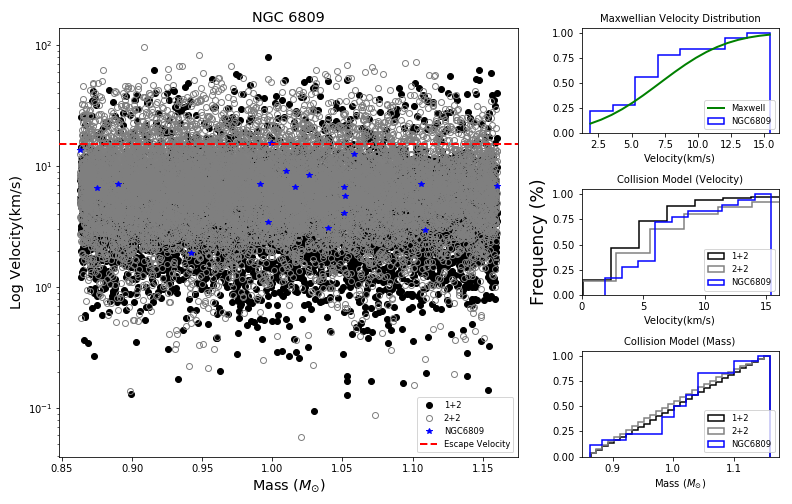 NGC 6809
10²
10¹
10⁰
10⁻¹
Log Velocity(km/s)
0.85 0.90 0.95 1.00 1.05 1.10 1.15
Mass (M⊙)
1+2
2+2
NGC6809
Escape Velocity
Frequency (%)
Maxwellian Velocity Distribution
1.00
0.75
0.50
0.25
0.00
Maxwell
NGC6809
2.5 5.0 7.5 10.0 12.5 15.0
Velocity(km/s)
Collision Model (Velocity)
1.00
0.75
0.50
0.25
0.00
1+2
2+2
NGC6809
0 5 10 15
Velocity(km/s)
Collision Model (Mass)
1.00
0.75
0.50
0.25
0.00
1+2
2+2
NGC6809
0.9 1.0 1.1
Mass (M⊙)